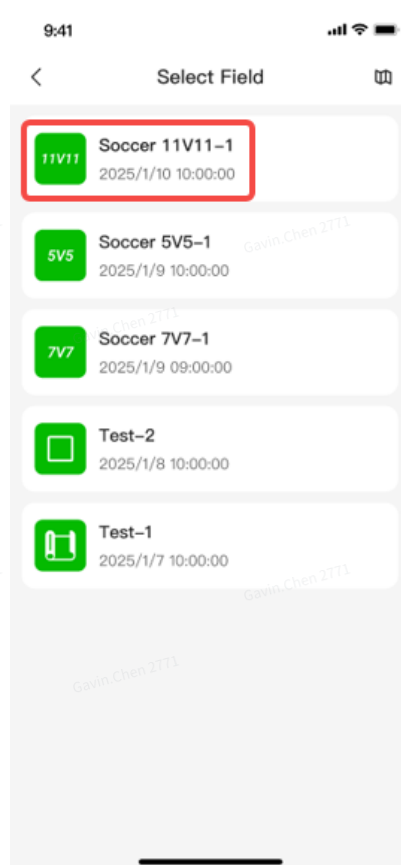 9:41
Select Field
11V11
Soccer 11V11-1
2025/1/10 10:00:00
5V5
Soccer 5V5-1
2025/1/9 10:00:00
Gavin.Chen 2771
7V7
Soccer 7V7-1
2025/1/9 09:00:00
Chen 2771
Test-2
2025/1/8 10:00:00
Test-1
2025/1/7 10:00:00
Gavin.Chen 2771
Gavin.Chen 2771